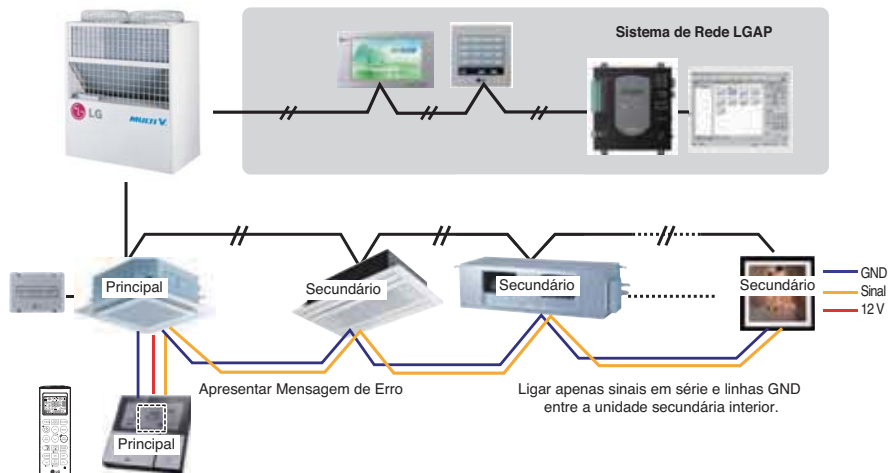 Sistema de Rede LGAP
LG
MULTI V
Principal
Secundário
Secundário
Secundário
GND
Sinal
12 V
Apresentar Mensagem de Erro
Ligar apenas sinais em série e linhas GND
entre a unidade secundária interior.
Principal